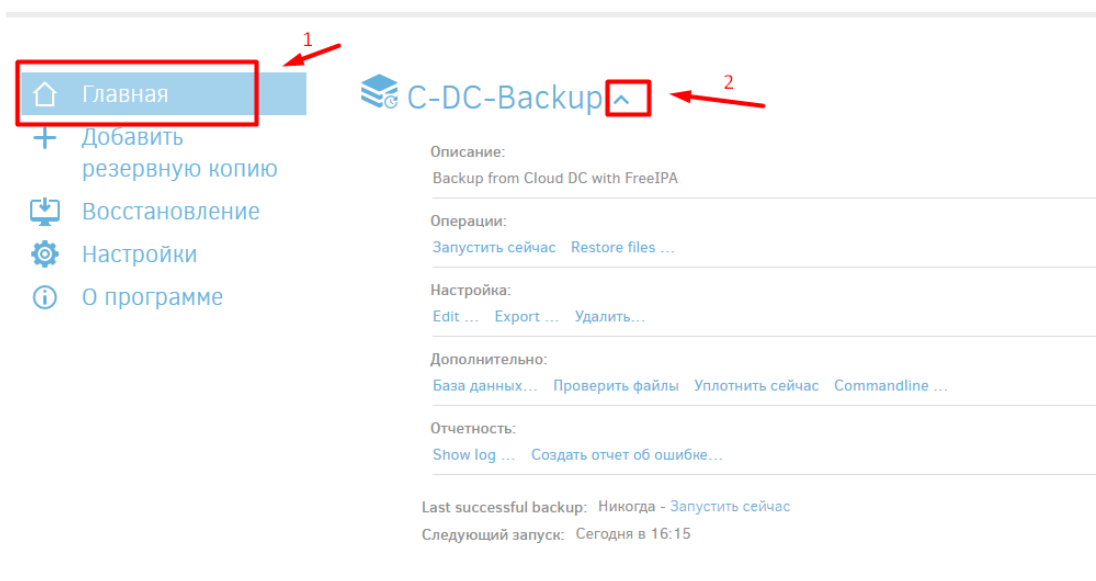 1
Главная
Добавить
резервную копию
Восстановление
Настройки
О программе
C-DC-Backup
2
Описание:
Backup from Cloud DC with FreeIPA
Операции:
Запустить сейчас Restore files ...
Настройка:
Edit ... Export ... Удалить...
Дополнительно:
База данных... Проверить файлы Уплотнить сейчас Commandline ...
Отчетность:
Show log ... Создать отчет об ошибке...
Last successful backup: Никогда - Запустить сейчас
Следующий запуск: Сегодня в 16:15